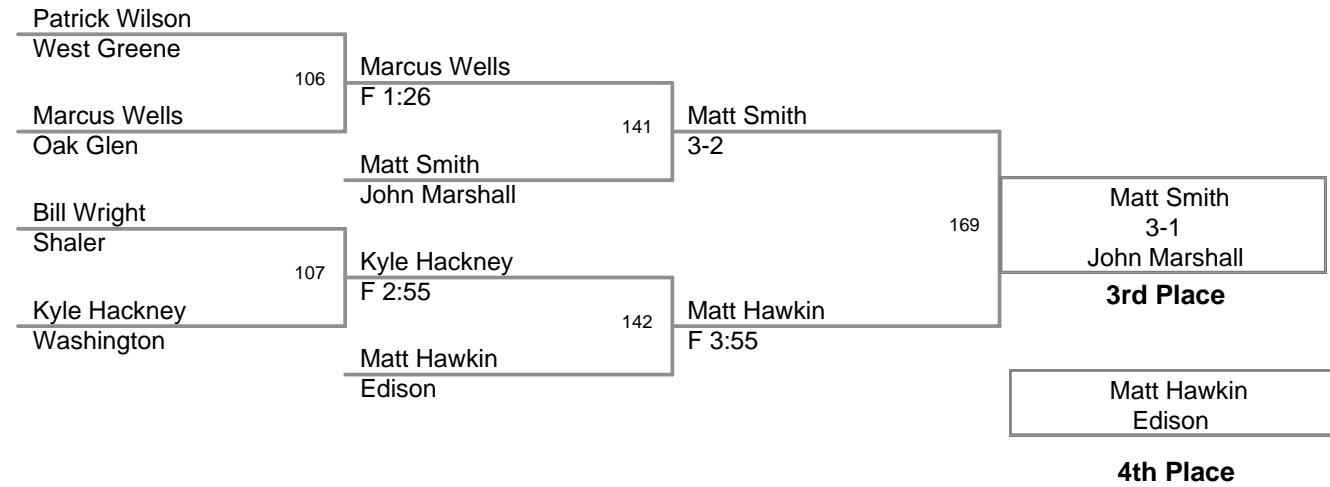 Patrick Wilson
West Greene
106
Marcus Wells
F 1:26
Marcus Wells
Oak Glen
141
Matt Smith
3-2
Matt Smith
John Marshall
Bill Wright
Shaler
169
Matt Smith
3-1
John Marshall
3rd Place
107
Kyle Hackney
F 2:55
Kyle Hackney
Washington
142
Matt Hawkin
F 3:55
Matt Hawkin
Edison
Matt Hawkin
Edison
4th Place